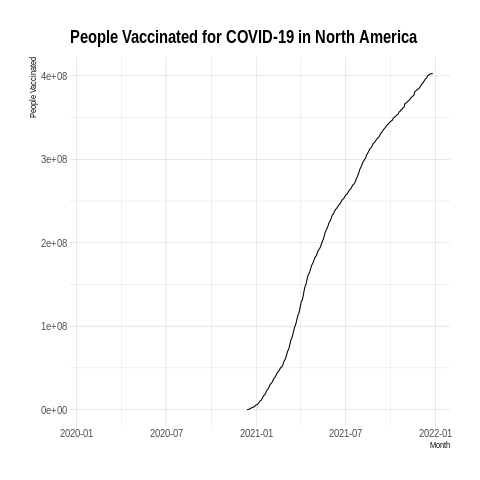 People Vaccinated for COVID-19 in North America
People Vaccinated
4e+08
3e+08
2e+08
1e+08
0e+00
2020-01 2020-07 2021-01 2021-07 2022-01
Month